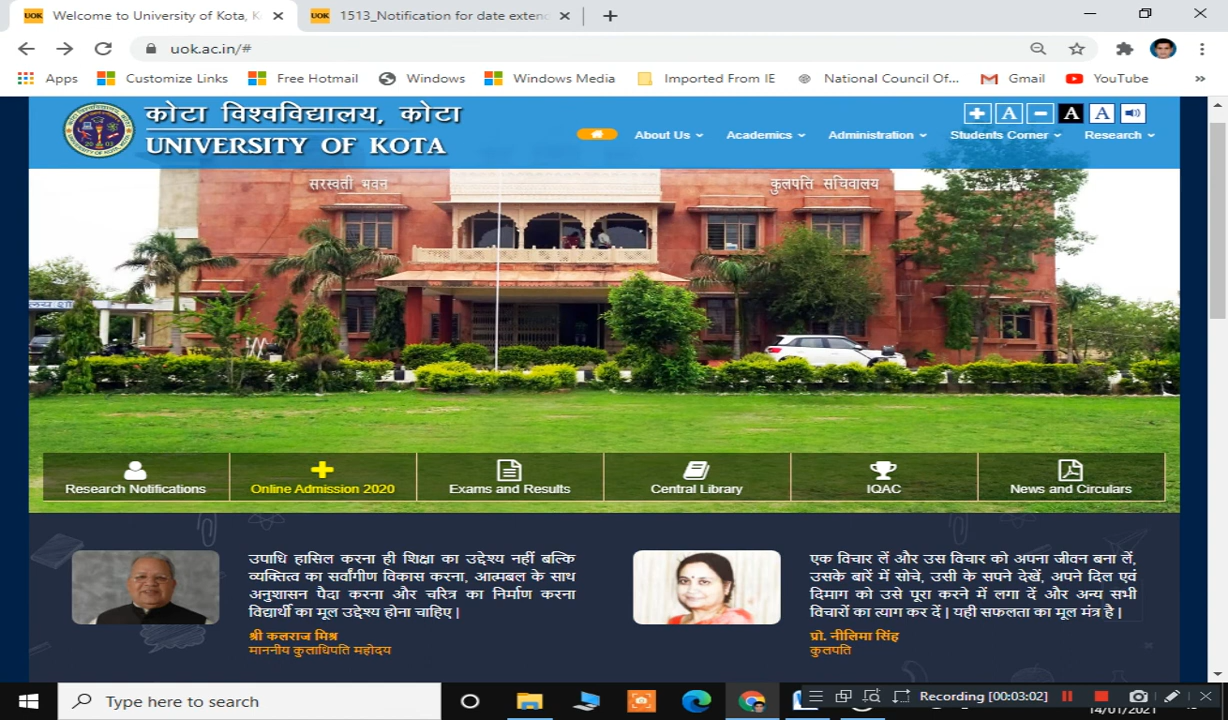 Welcome to University of Kota, K
1513_Notification for date exten
uok.ac.in/#
Apps
Customize Links
Free Hotmail
Windows
Windows Media
Imported From IE
National Council Of...
Gmail
YouTube
»
कोटा विश्वविद्यालय, कोटा
UNIVERSITY OF KOTA
A
A
A
About Us
Academics
Administration
Students Corner
Research
सरस्वती भवन
कुलपति सचिवालय
Research Notifications
Online Admission 2020
Exams and Results
Central Library
IQAC
News and Circulars
उपाधि हासिल करना ही शिक्षा का उद्देश्य नहीं बल्कि
व्यक्तित्व का सर्वांगीण विकास करना, आत्मबल के साथ
अनुशासन पैदा करना और चरित्र का निर्माण करना
विद्यार्थी का मूल उद्देश्य होना चाहिए |
श्री कलराज मिश्र
माननीय कुलाधिपति महोदय
एक विचार लें और उस विचार को अपना जीवन बना लें,
उसके बारें में सोचे, उसी के सपने देखें, अपने दिल एवं
दिमाग को उसे पूरा करने में लगा दें और अन्य सभी
विचारों का त्याग कर दें | यही सफलता का मूल मंत्र है |
प्रो. नीलिमा सिंह
कुलपति
Type here to search
Recording [00:03:02]
14/01/2021